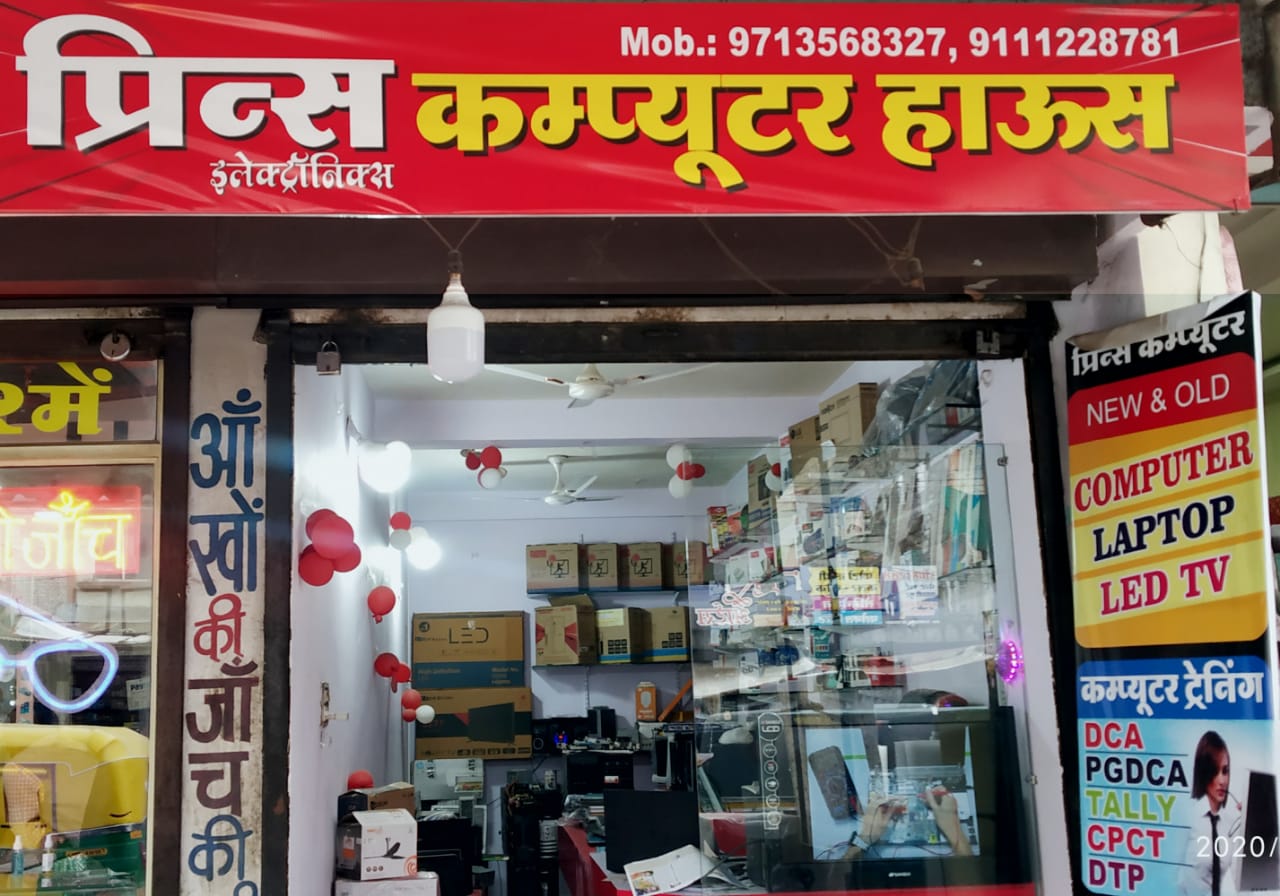 Mob.: 9713568327, 9111228781
प्रिन्स कम्प्यूटर हाऊस
इलेक्ट्रॉनिक्स
आँखों की जाँच की
रमें
जाँच
LED
प्रिन्स कम्प्यूटर
NEW & OLD
COMPUTER
LAPTOP
LED TV
कम्प्यूटर ट्रेनिंग
DCA
PGDCA
TALLY
CPCT
DTP
2020/